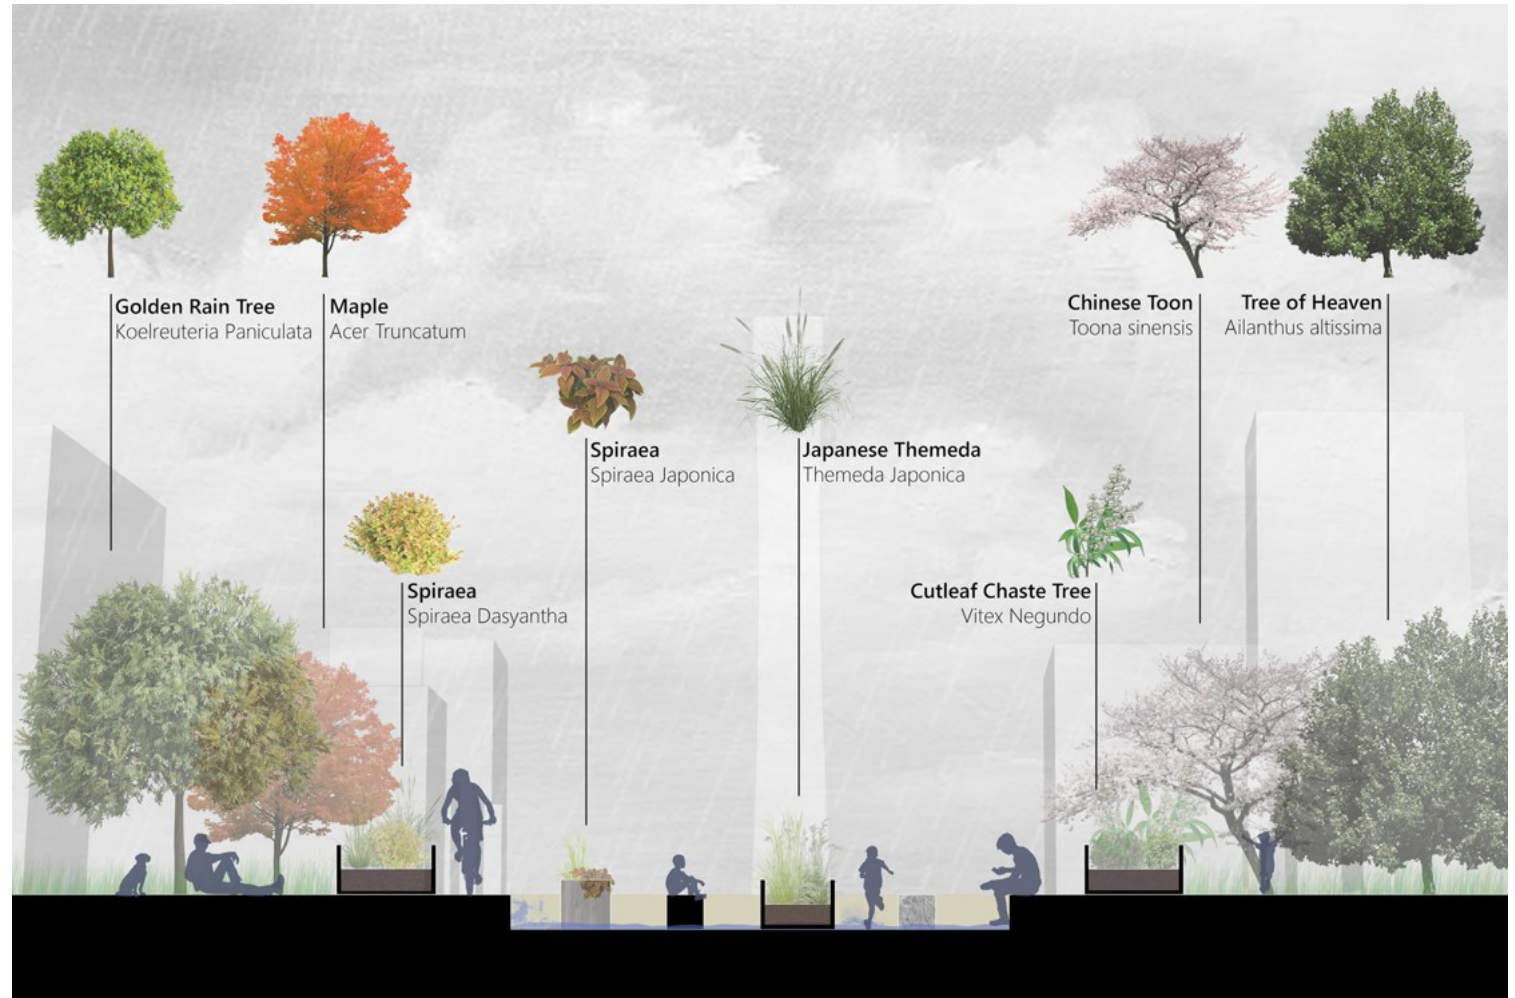 Golden Rain Tree
Koelreuteria Paniculata
Maple
Acer Truncatum
Chinese Toon
Toona sinensis
Tree of Heaven
Ailanthus altissima
Spiraea
Spiraea Japonica
Japanese Themeda
Themeda Japonica
Spiraea
Spiraea Dasyantha
Cutleaf Chaste Tree
Vitex Negundo